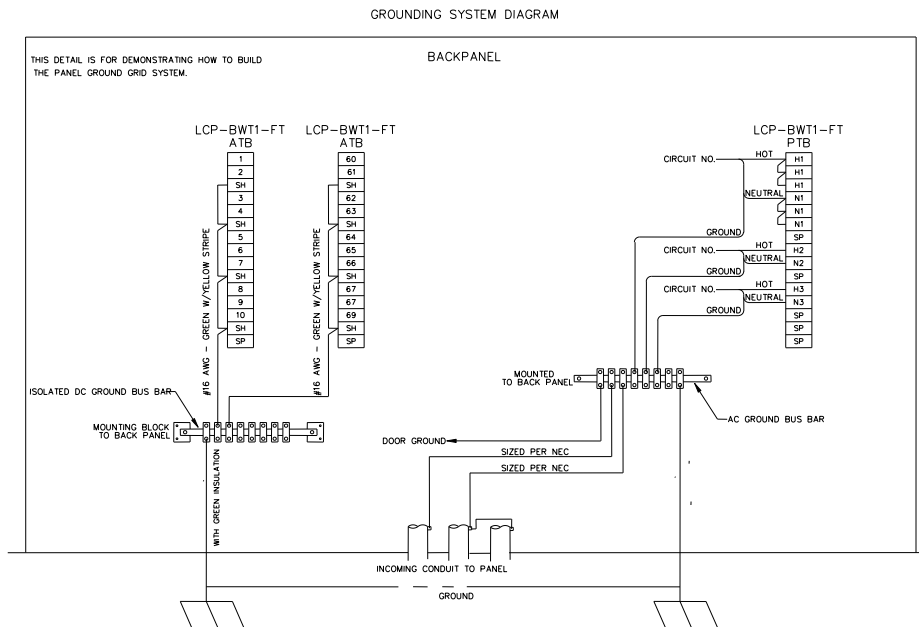 GROUNDING SYSTEM DIAGRAM
BACKPANEL
THIS DETAIL IS FOR DEMONSTRATING HOW TO BUILD
THE PANEL GROUND GRID SYSTEM.
LCP-BWT1-FT
ATB
1
2
SH
3
4
SH
5
6
7
SH
8
9
10
SH
SP
#16 AWG - GREEN W/YELLOW STRIPE
LCP-BWT1-FT
ATB
60
61
SH
62
63
SH
64
65
66
SH
67
67
69
SH
SP
#16 AWG - GREEN W/YELLOW STRIPE
LCP-BWT1-FT
PTB
H1
H1
H1
N1
N1
N1
SP
H2
N2
SP
H3
N3
SP
SP
SP
CIRCUIT NO.
HOT
NEUTRAL
GROUND
CIRCUIT NO.
HOT
NEUTRAL
GROUND
CIRCUIT NO.
HOT
NEUTRAL
GROUND
ISOLATED DC GROUND BUS BAR
MOUNTING BLOCK
TO BACK PANEL
WITH GREEN INSULATION
MOUNTED
TO BACK PANEL
AC GROUND BUS BAR
DOOR GROUND
SIZED PER NEC
SIZED PER NEC
INCOMING CONDUIT TO PANEL
GROUND